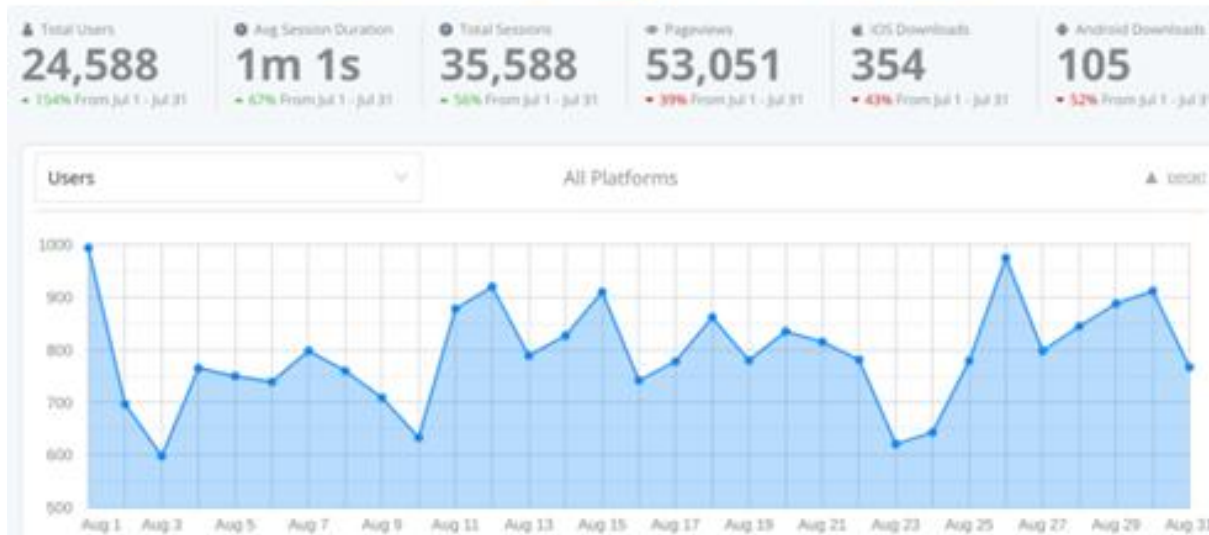 Total Users
24,588
154% From Jul 1 - Jul 31
Avg Session Duration
1m 1s
67% From Jul 1 - Jul 31
Total Sessions
35,588
56% From Jul 1 - Jul 31
Pageviews
53,051
39% From Jul 1 - Jul 31
iOS Downloads
354
43% From Jul 1 - Jul 31
Android Downloads
105
52% From Jul 1 - Jul 31
Users
All Platforms
1000
900
800
700
600
500
Aug 1 Aug 3 Aug 5 Aug 7 Aug 9 Aug 11 Aug 13 Aug 15 Aug 17 Aug 19 Aug 21 Aug 23 Aug 25 Aug 27 Aug 29 Aug 31